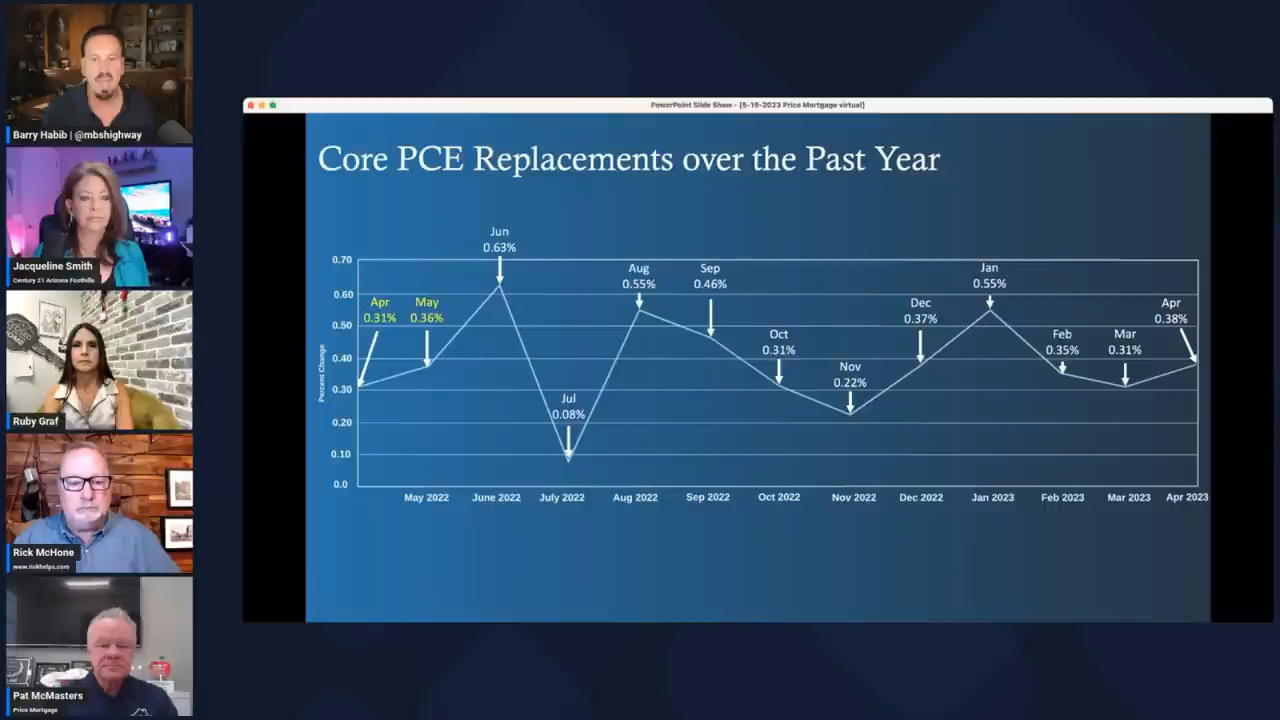 Barry Habib | @mbshighway
Jacqueline Smith
Century 21 Arizona Foothills
Ruby Graf
Rick McHone
www.rickhelps.com
Pat McMasters
Price Mortgage
PowerPoint Slide Show - [5-19-2023 Price Mortgage virtual]
Core PCE Replacements over the Past Year
Percent Change
0.70
0.60
0.50
0.40
0.30
0.20
0.10
0.0
Apr
0.31%
May
0.36%
Jun
0.63%
Jul
0.08%
Aug
0.55%
Sep
0.46%
Oct
0.31%
Nov
0.22%
Dec
0.37%
Jan
0.55%
Feb
0.35%
Mar
0.31%
Apr
0.38%
May 2022
June 2022
July 2022
Aug 2022
Sep 2022
Oct 2022
Nov 2022
Dec 2022
Jan 2023
Feb 2023
Mar 2023
Apr 2023